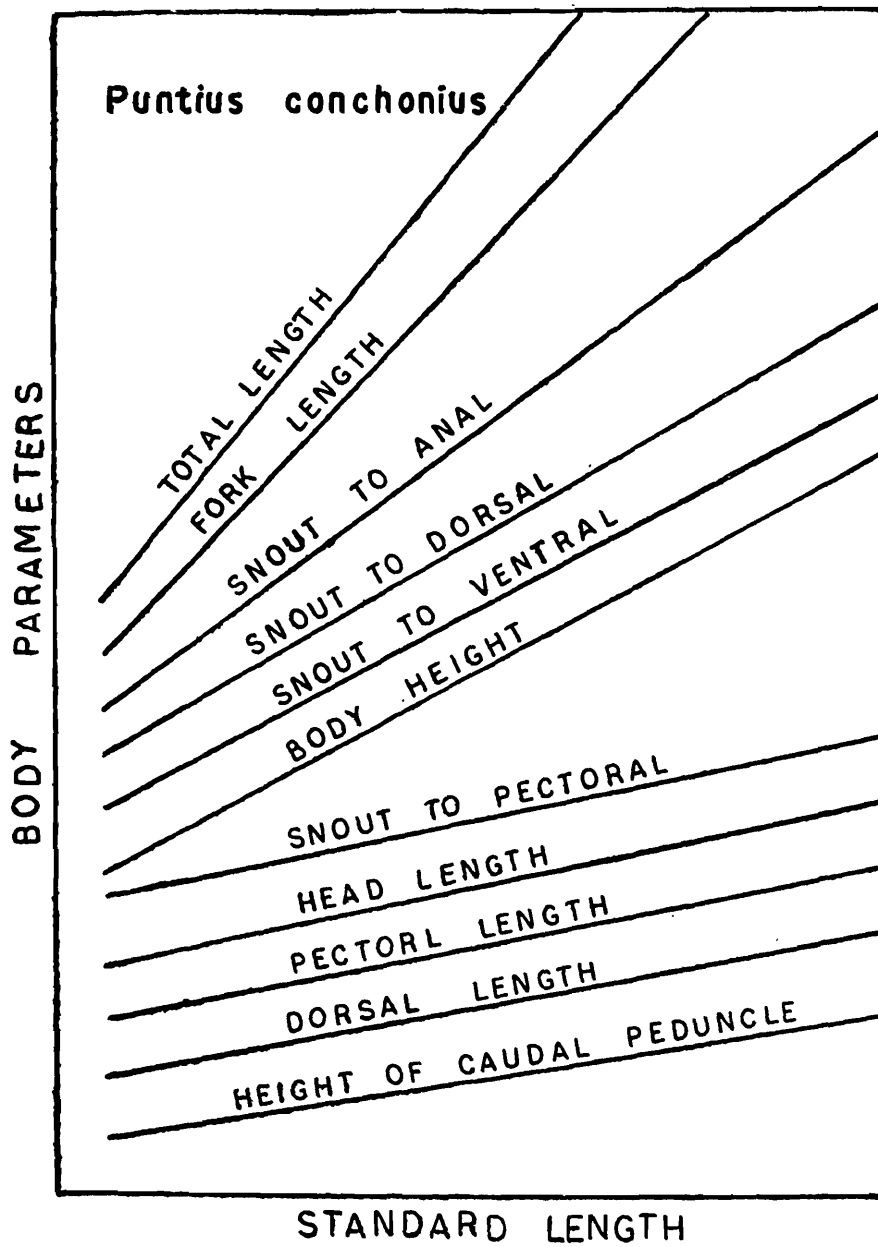 Puntius conchonius
TOTAL LENGTH
FORK LENGTH
SNOUT TO ANAL
SNOUT TO DORSAL
SNOUT TO VENTRAL
BODY HEIGHT
SNOUT TO PECTORAL
HEAD LENGTH
PECTORL LENGTH
DORSAL LENGTH
HEIGHT OF CAUDAL PEDUNCLE
BODY PARAMETERS
STANDARD LENGTH